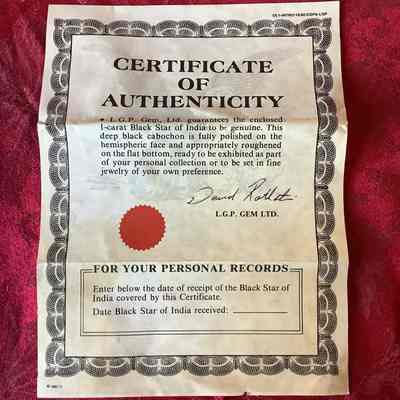 CERTIFICATE
OF
AUTHENTICITY
• L.G.P. Gem, Ltd. guarantees the enclosed
1-carat Black Star of India to be genuine. This
deep black cabochon is fully polished on the
hemispheric face and appropriately roughened
on the flat bottom, ready to be exhibited as part
of your personal collection or to be set in fine
jewelry of your own preference.
David
L.G.P. GEM LTD.
FOR YOUR PERSONAL RECORDS
Enter below the date of receipt of the Black Star of
India covered by this Certificate.
Date Black Star of India received: